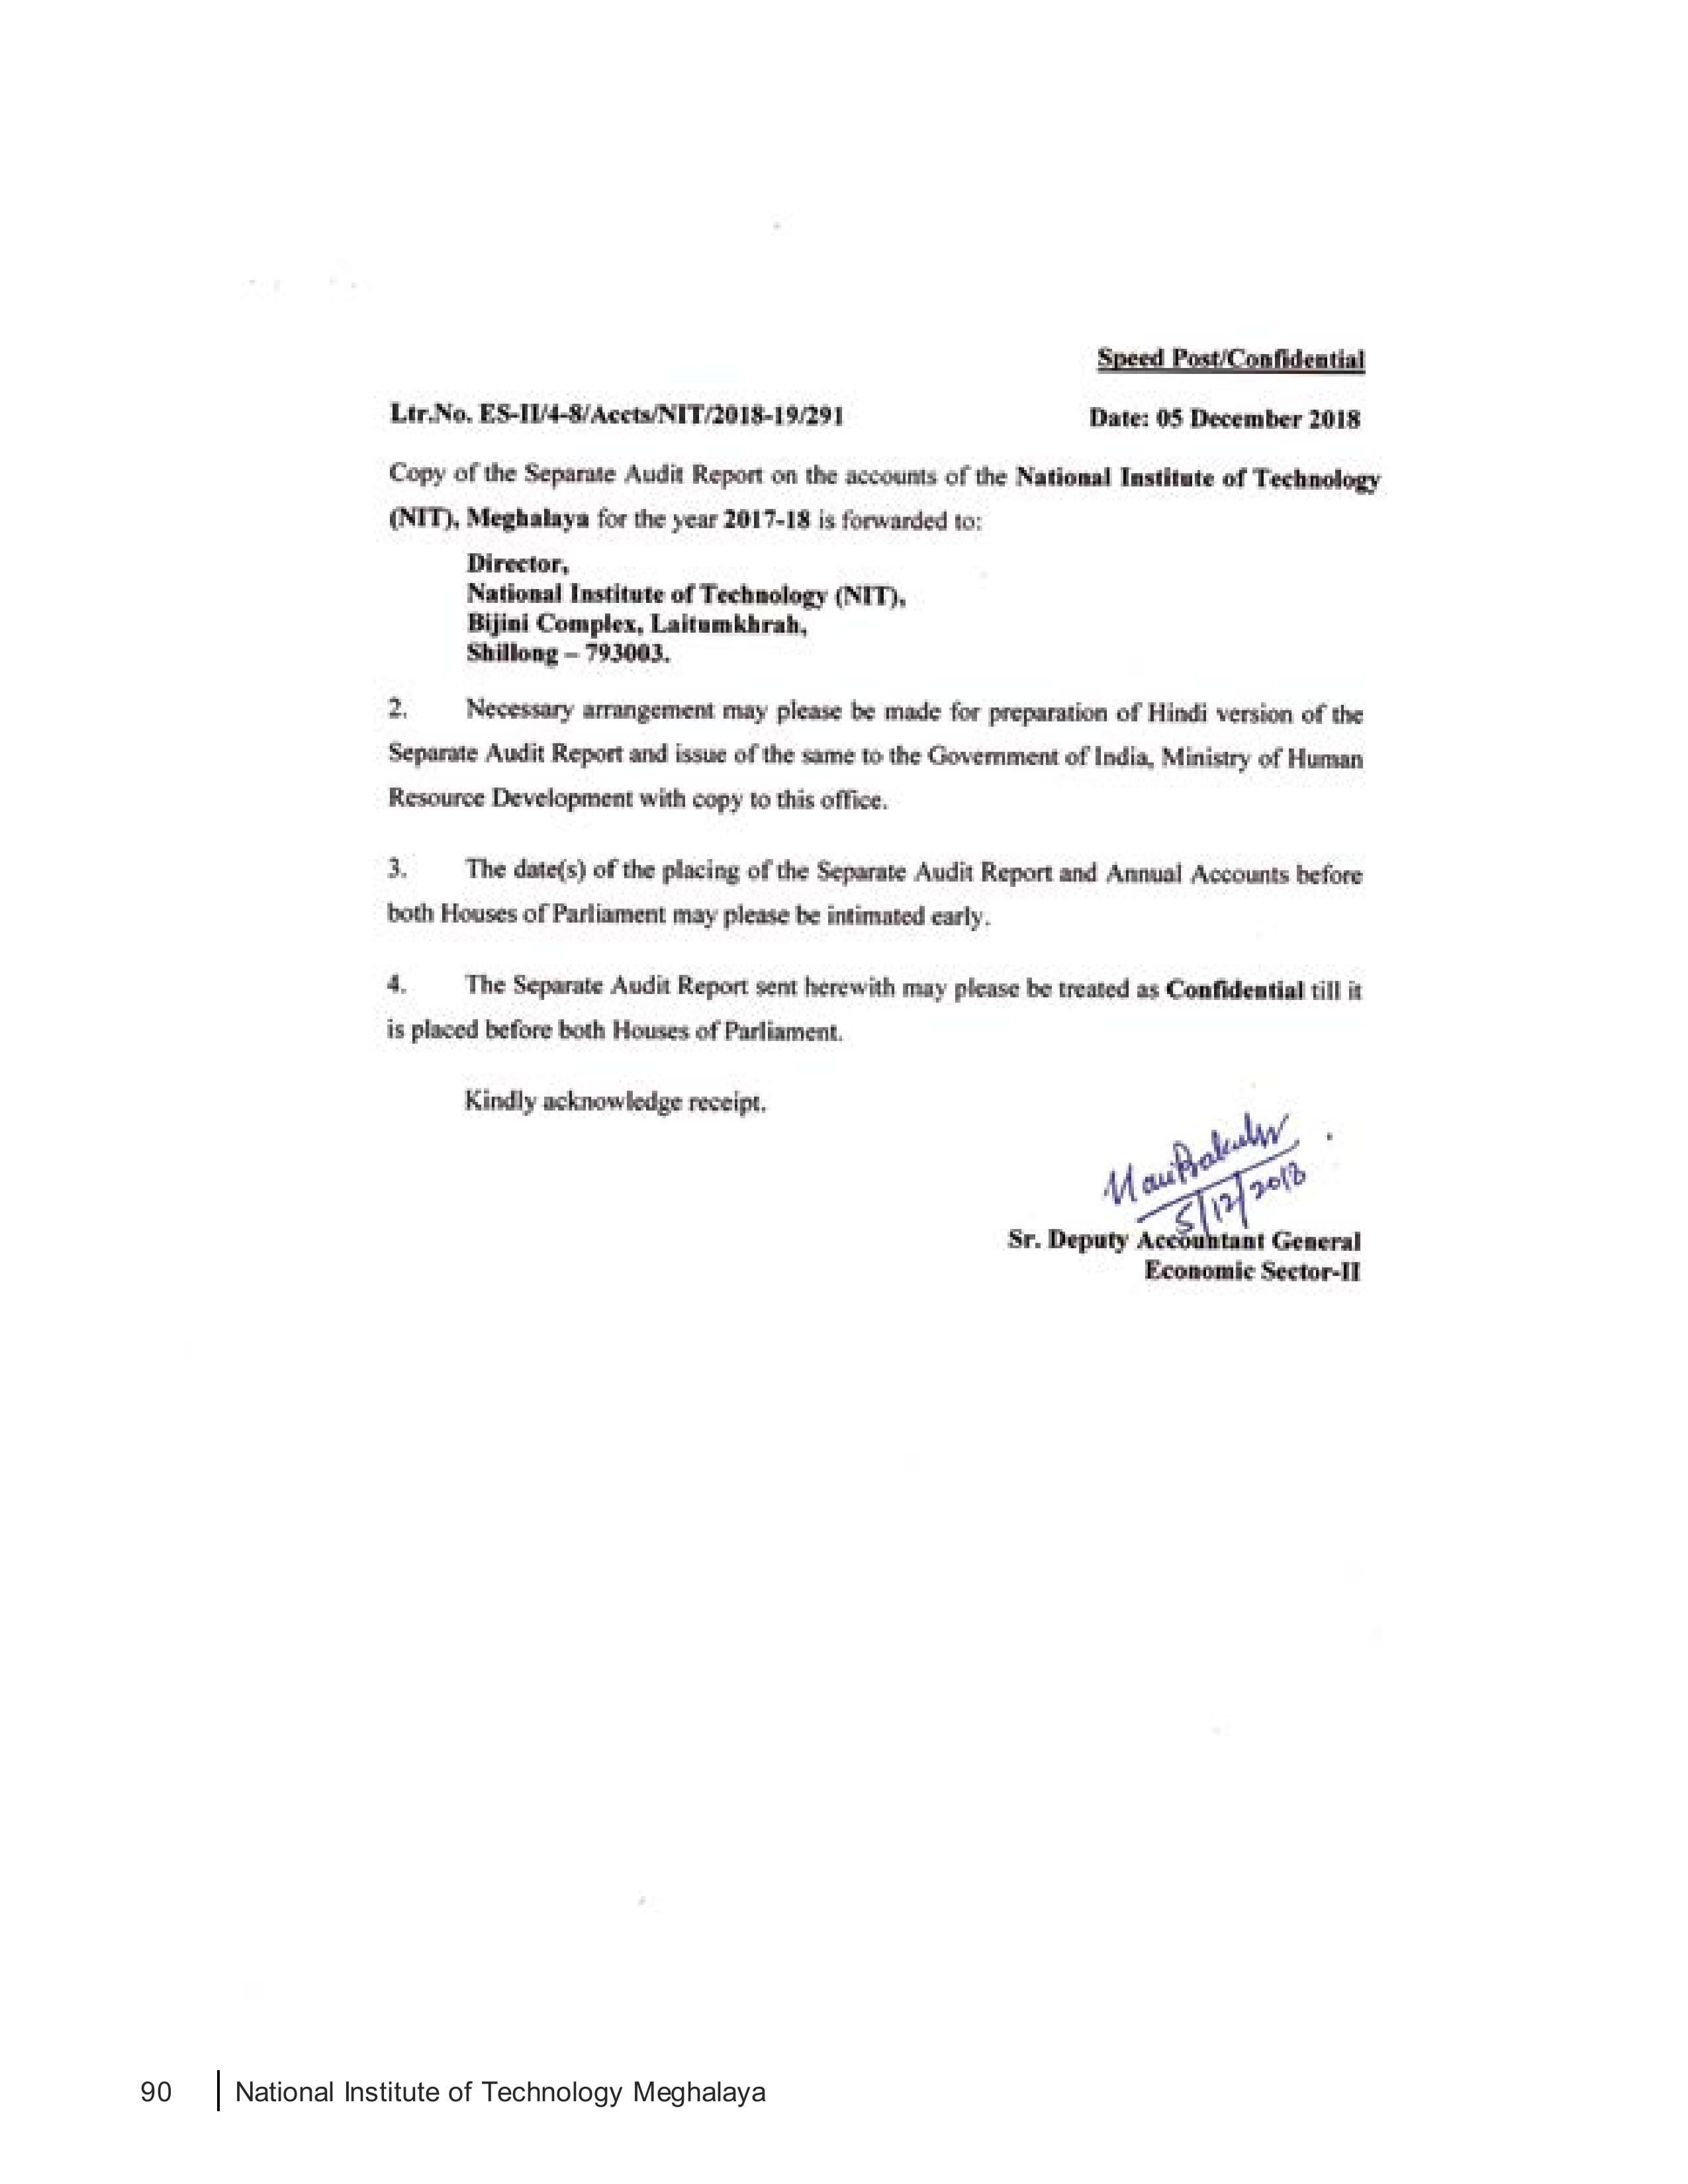 Speed Post/Confidential
Ltr.No. ES-II/4-8/Accts/NIT/2018-19/291 Date: 05 December 2018
Copy of the Separate Audit Report on the accounts of the National Institute of Technology
(NIT), Meghalaya for the year 2017-18 is forwarded to:
Director,
National Institute of Technology (NIT),
Bijini Complex, Laitumkhrah,
Shillong – 793003.
2. Necessary arrangement may please be made for preparation of Hindi version of the
Separate Audit Report and issue of the same to the Government of India, Ministry of Human
Resource Development with copy to this office.
3. The date(s) of the placing of the Separate Audit Report and Annual Accounts before
both Houses of Parliament may please be intimated early.
4. The Separate Audit Report sent herewith may please be treated as Confidential till it
is placed before both Houses of Parliament.
Kindly acknowledge receipt.
5/12/2018
Sr. Deputy Accountant General
Economic Sector-II
90 National Institute of Technology Meghalaya